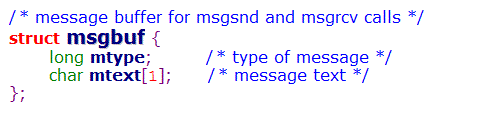 /* message buffer for msgsnd and msgrcv calls */
struct msgbuf {
long mtype; /* type of message */
char mtext[1]; /* message text */
};